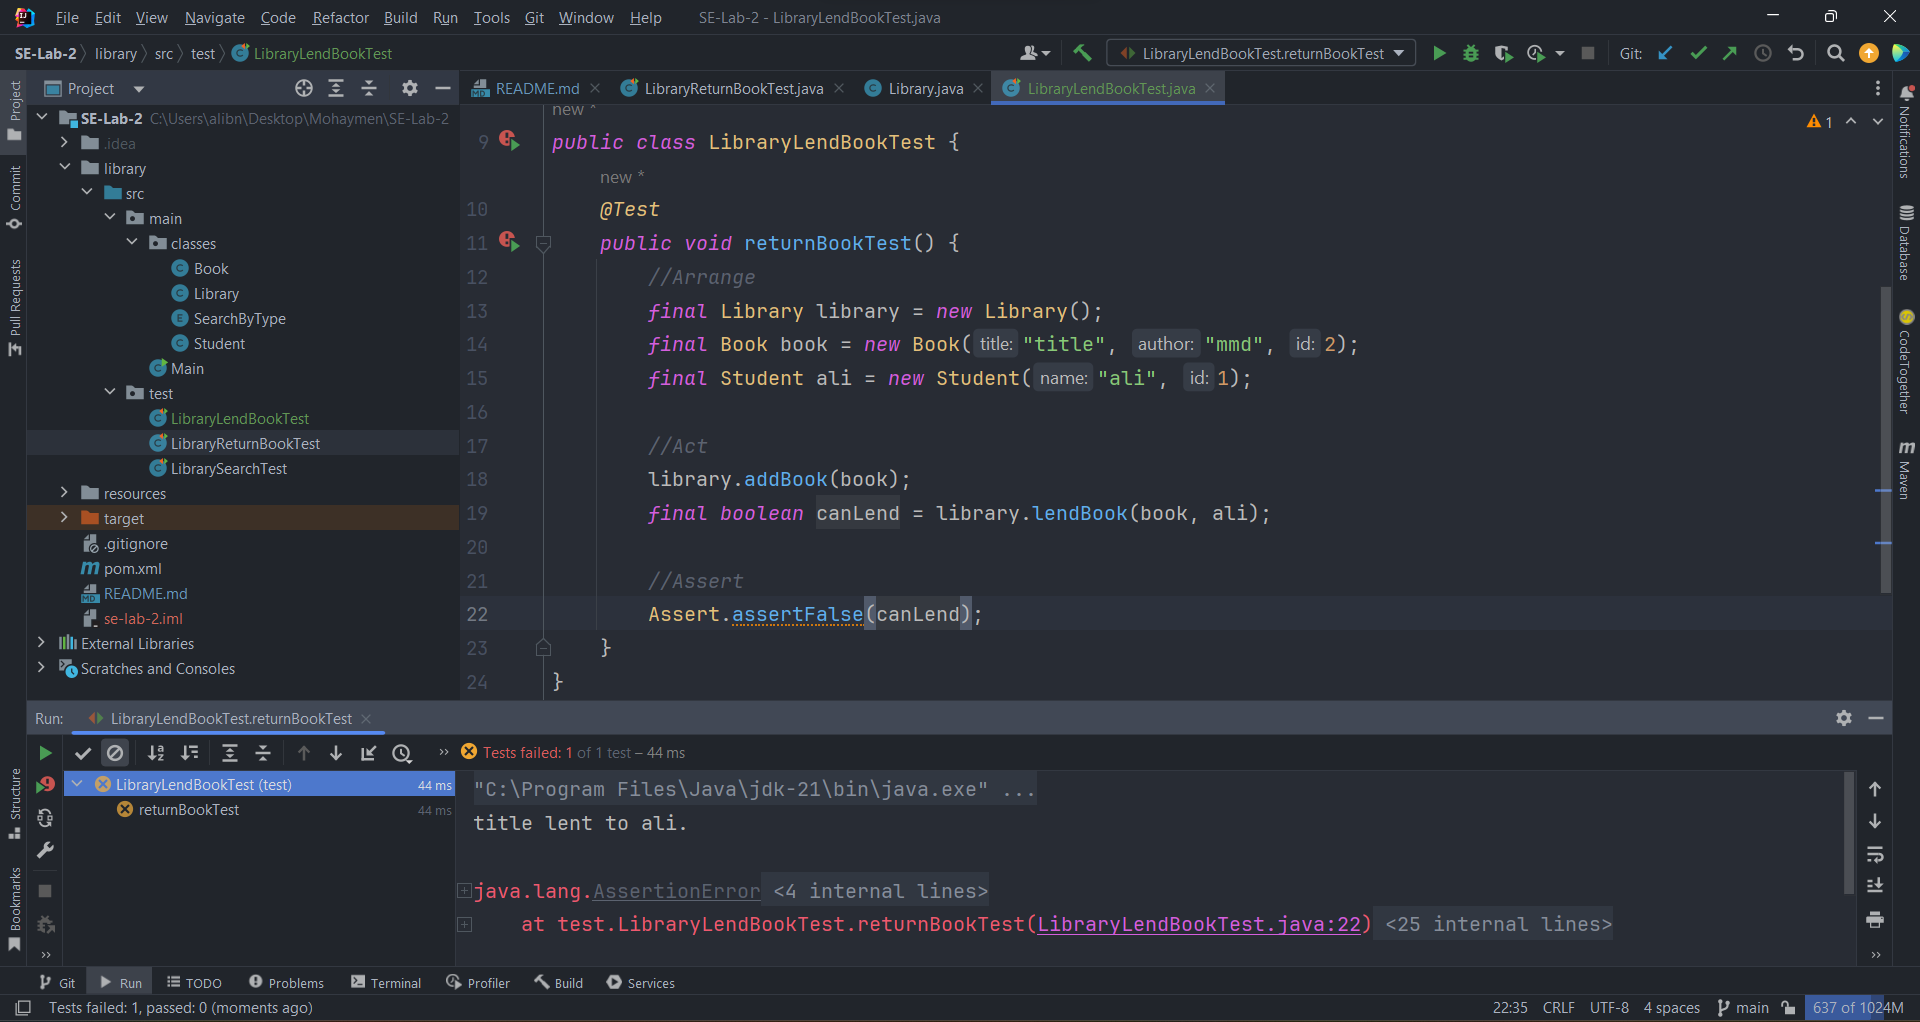 File Edit View Navigate Code Refactor Build Run Tools Git Window Help SE-Lab-2 - LibraryLendBookTest.java
SE-Lab-2 library src test LibraryLendBookTest LibraryLendBookTest.returnBookTest Git:
Project
Commit
Pull Requests
Structure
Bookmarks
Project
SE-Lab-2 C:\Users\alibn\Desktop\Mohaymen\SE-Lab-2
.idea
library
src
main
classes
Book
Library
SearchByType
Student
Main
test
LibraryLendBookTest
LibraryReturnBookTest
LibrarySearchTest
resources
target
.gitignore
pom.xml
README.md
se-lab-2.iml
External Libraries
Scratches and Consoles
README.md LibraryReturnBookTest.java Library.java LibraryLendBookTest.java
new *
1
9 public class LibraryLendBookTest {
new *
10 @Test
11 public void returnBookTest() {
12 //Arrange
13 final Library library = new Library();
14 final Book book = new Book( title: "title", author: "mmd", id: 2);
15 final Student ali = new Student( name: "ali", id: 1);
16
17 //Act
18 library.addBook(book);
19 final boolean canLend = library.lendBook(book, ali);
20
21 //Assert
22 Assert.assertFalse(canLend);
23 }
24 }
Notifications
Database
CodeTogether
Maven
Run: LibraryLendBookTest.returnBookTest
Tests failed: 1 of 1 test – 44 ms
LibraryLendBookTest (test) 44 ms
returnBookTest 44 ms
"C:\Program Files\Java\jdk-21\bin\java.exe" ...
title lent to ali.
java.lang.AssertionError <4 internal lines>
at test.LibraryLendBookTest.returnBookTest(LibraryLendBookTest.java:22) <25 internal lines>
Git Run TODO Problems Terminal Profiler Build Services
Tests failed: 1, passed: 0 (moments ago) 22:35 CRLF UTF-8 4 spaces main 637 of 1024M